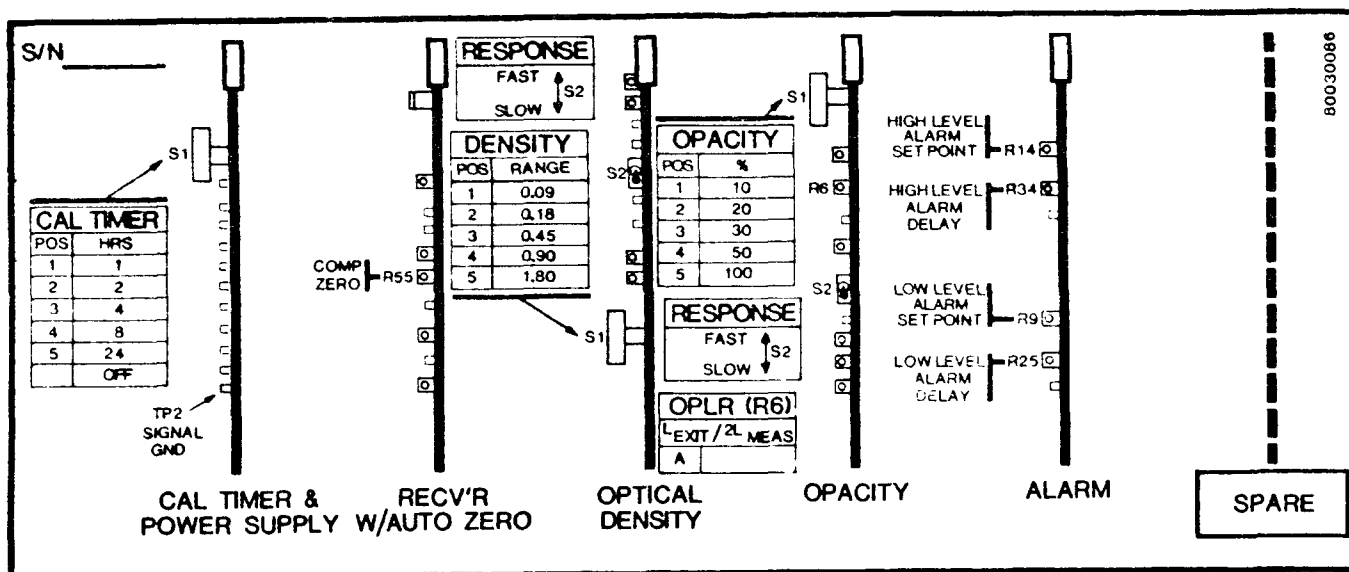 S/N
S1
CAL TIMER
POS HRS
1 1
2 2
3 4
4 8
5 24
OFF
TP2
SIGNAL
GND
CAL TIMER &
POWER SUPPLY
COMP
ZERO
R55
RECV'R
W/AUTO ZERO
RESPONSE
FAST
S2
SLOW
DENSITY
POS RANGE
1 0.09
2 0.18
3 0.45
4 0.90
5 1.80
S2
S1
OPTICAL
DENSITY
S1
OPACITY
POS %
1 10
2 20
3 30
4 50
5 100
R6
S2
RESPONSE
FAST
S2
SLOW
OPLR (R6)
LEXIT/2L MEAS
A
OPACITY
HIGH LEVEL
ALARM
SET POINT
R14
HIGH LEVEL
ALARM
DELAY
R34
LOW LEVEL
ALARM
SET POINT
R9
LOW LEVEL
ALARM
DELAY
R25
ALARM
SPARE
80030086